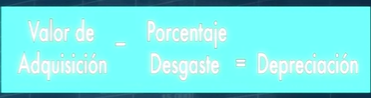 Valor de – Porcentaje
Adquisición Desgaste = Depreciación